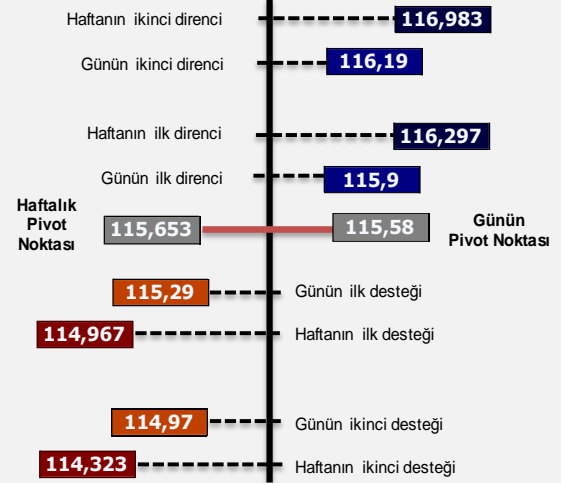 Haftanın ikinci direnci
116,983
Günün ikinci direnci
116,19
Haftanın ilk direnci
116,297
Günün ilk direnci
115,9
Haftalık
Pivot
Noktası
115,653
115,58
Günün
Pivot Noktası
115,29
Günün ilk desteği
114,967
Haftanın ilk desteği
114,97
Günün ikinci desteği
114,323
Haftanın ikinci desteği